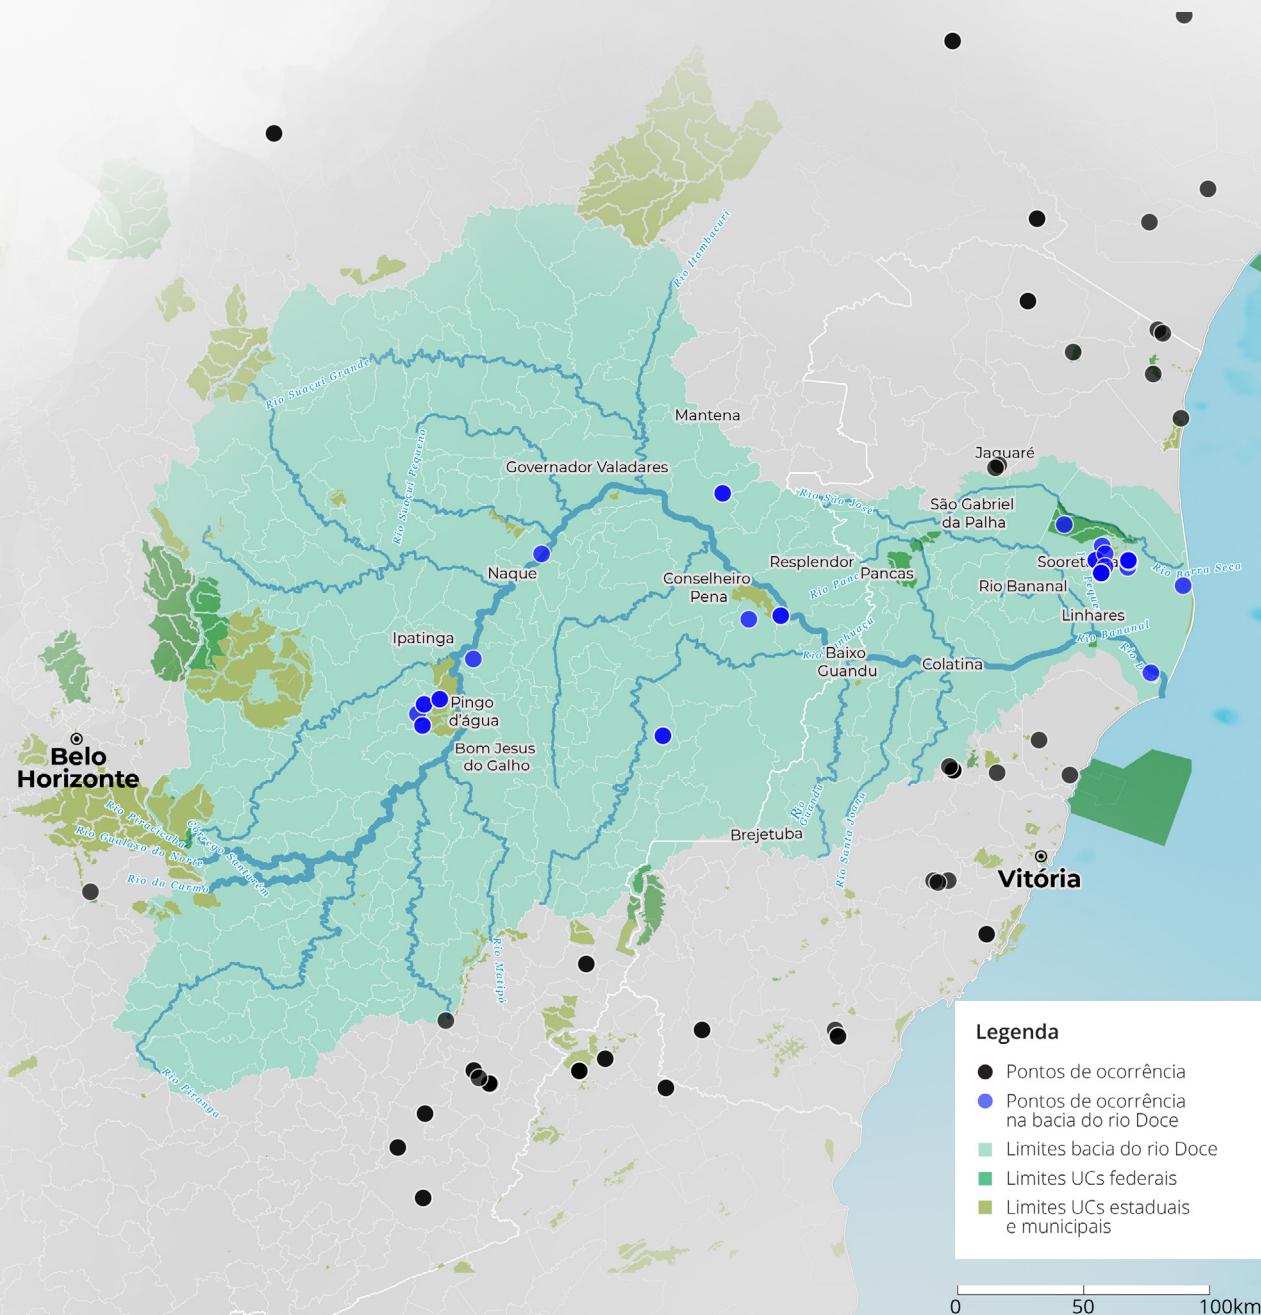 Rio Itambacuri
Rio Suaçuí Grande
Mantena
Rio Suaçuí Pequeno
Governador Valadares
Jaquaré
Rio São José
São Gabriel
da Palha
Naque
Resplendor
Pancas
Conselheiro
Pena
Rio
Rio Bananal
Rio Barra Seca
Linhares
Rio Bananal
Ipatinga
Baixo
Guandu
Colatina
Pingo
d'água
Bom Jesus
do Galho
Belo
Horizonte
Rio Piracicaba
Rio Gualaxo do Norte
Córrego Santarém
Rio do Carmo
Rio
Guandu
Rio Santa Joana
Brejetuba
Vitória
Rio Matipó
Rio Piranga
Legenda
Pontos de ocorrência
Pontos de ocorrência
na bacia do rio Doce
Limites bacia do rio Doce
Limites UCs federais
Limites UCs estaduais
e municipais
0 50 100km